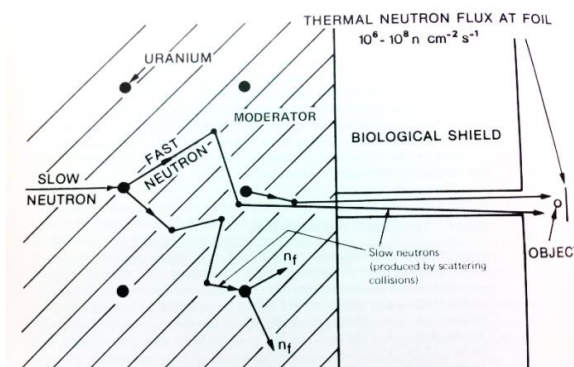 THERMAL NEUTRON FLUX AT FOIL
10⁶ - 10⁸ n cm⁻² s⁻¹
URANIUM
MODERATOR
FAST
NEUTRON
BIOLOGICAL SHIELD
SLOW
NEUTRON
Slow neutrons
(produced by scattering
collisions)
OBJECT
n_f
n_f